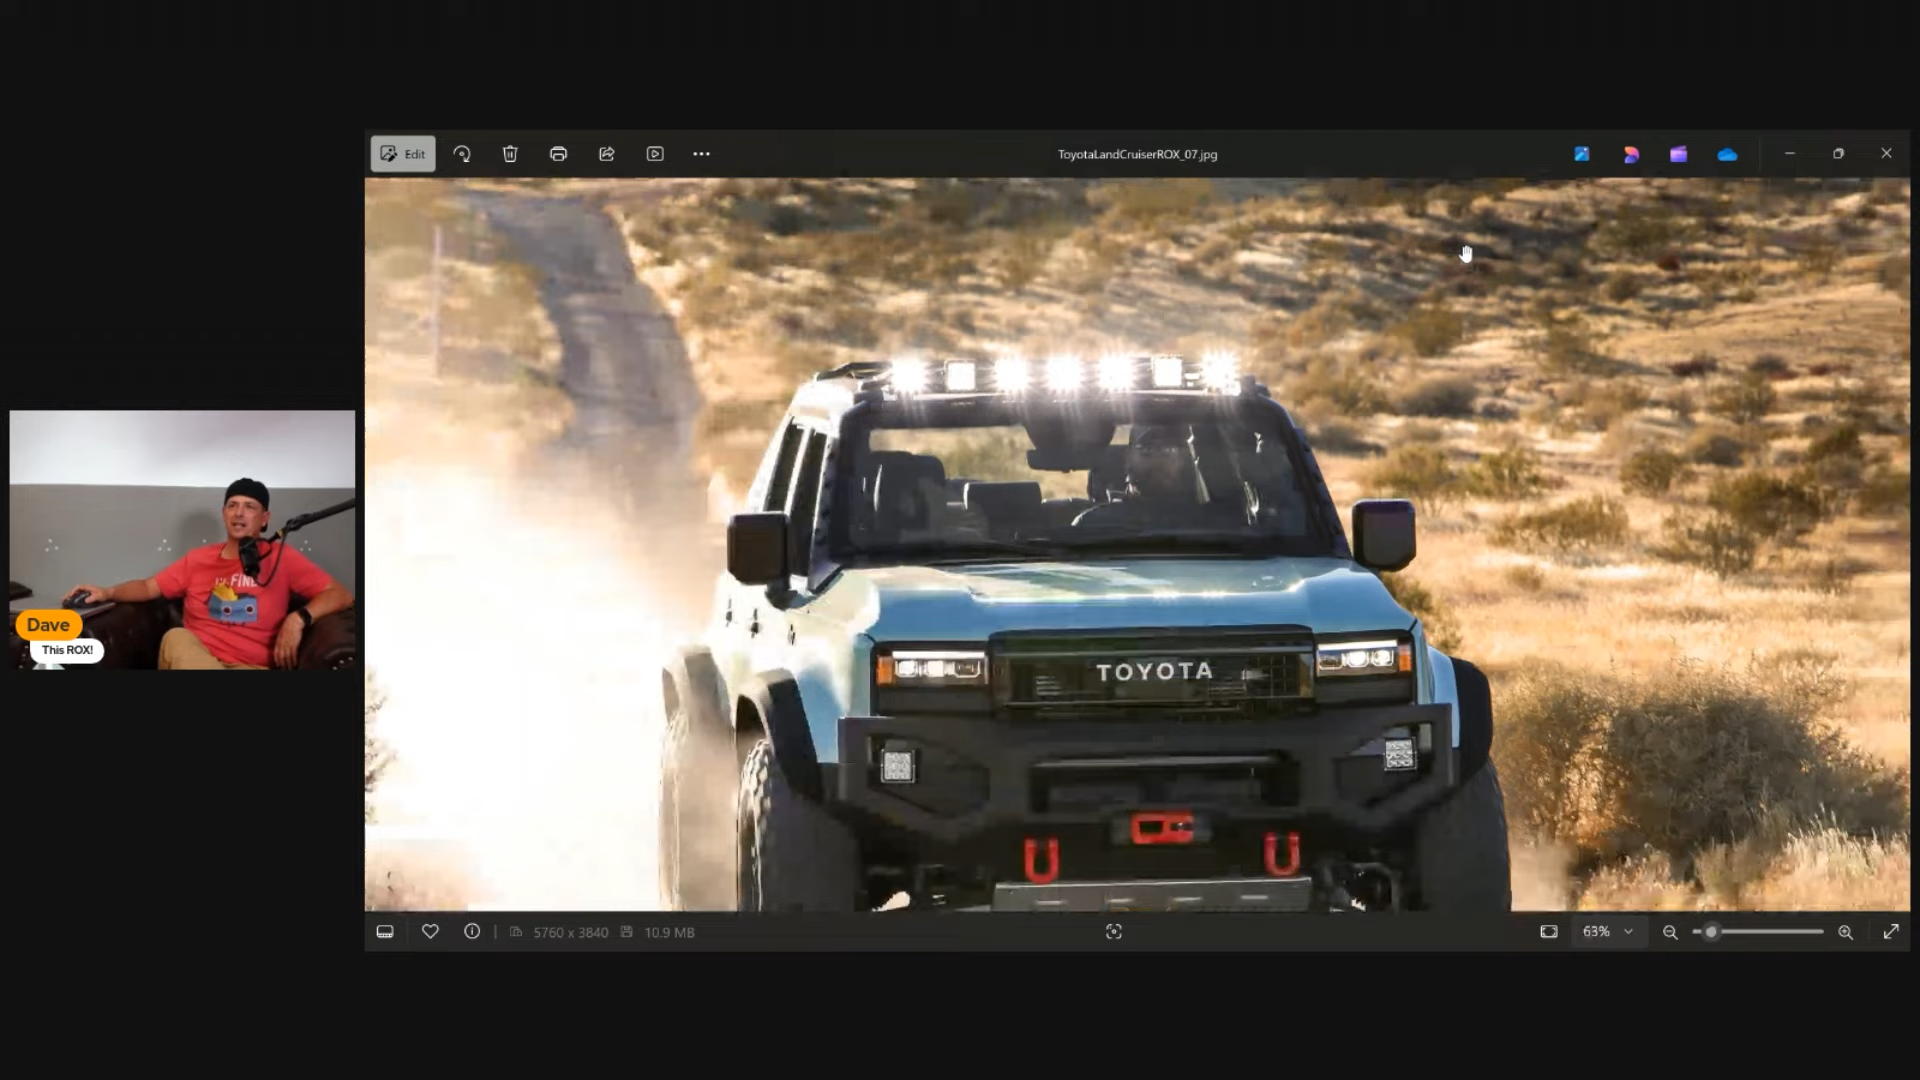 Edit
ToyotaLandCruiserROX_07.jpg
TOYOTA
Dave
This ROX!
5760 x 3840
10.9 MB
63%